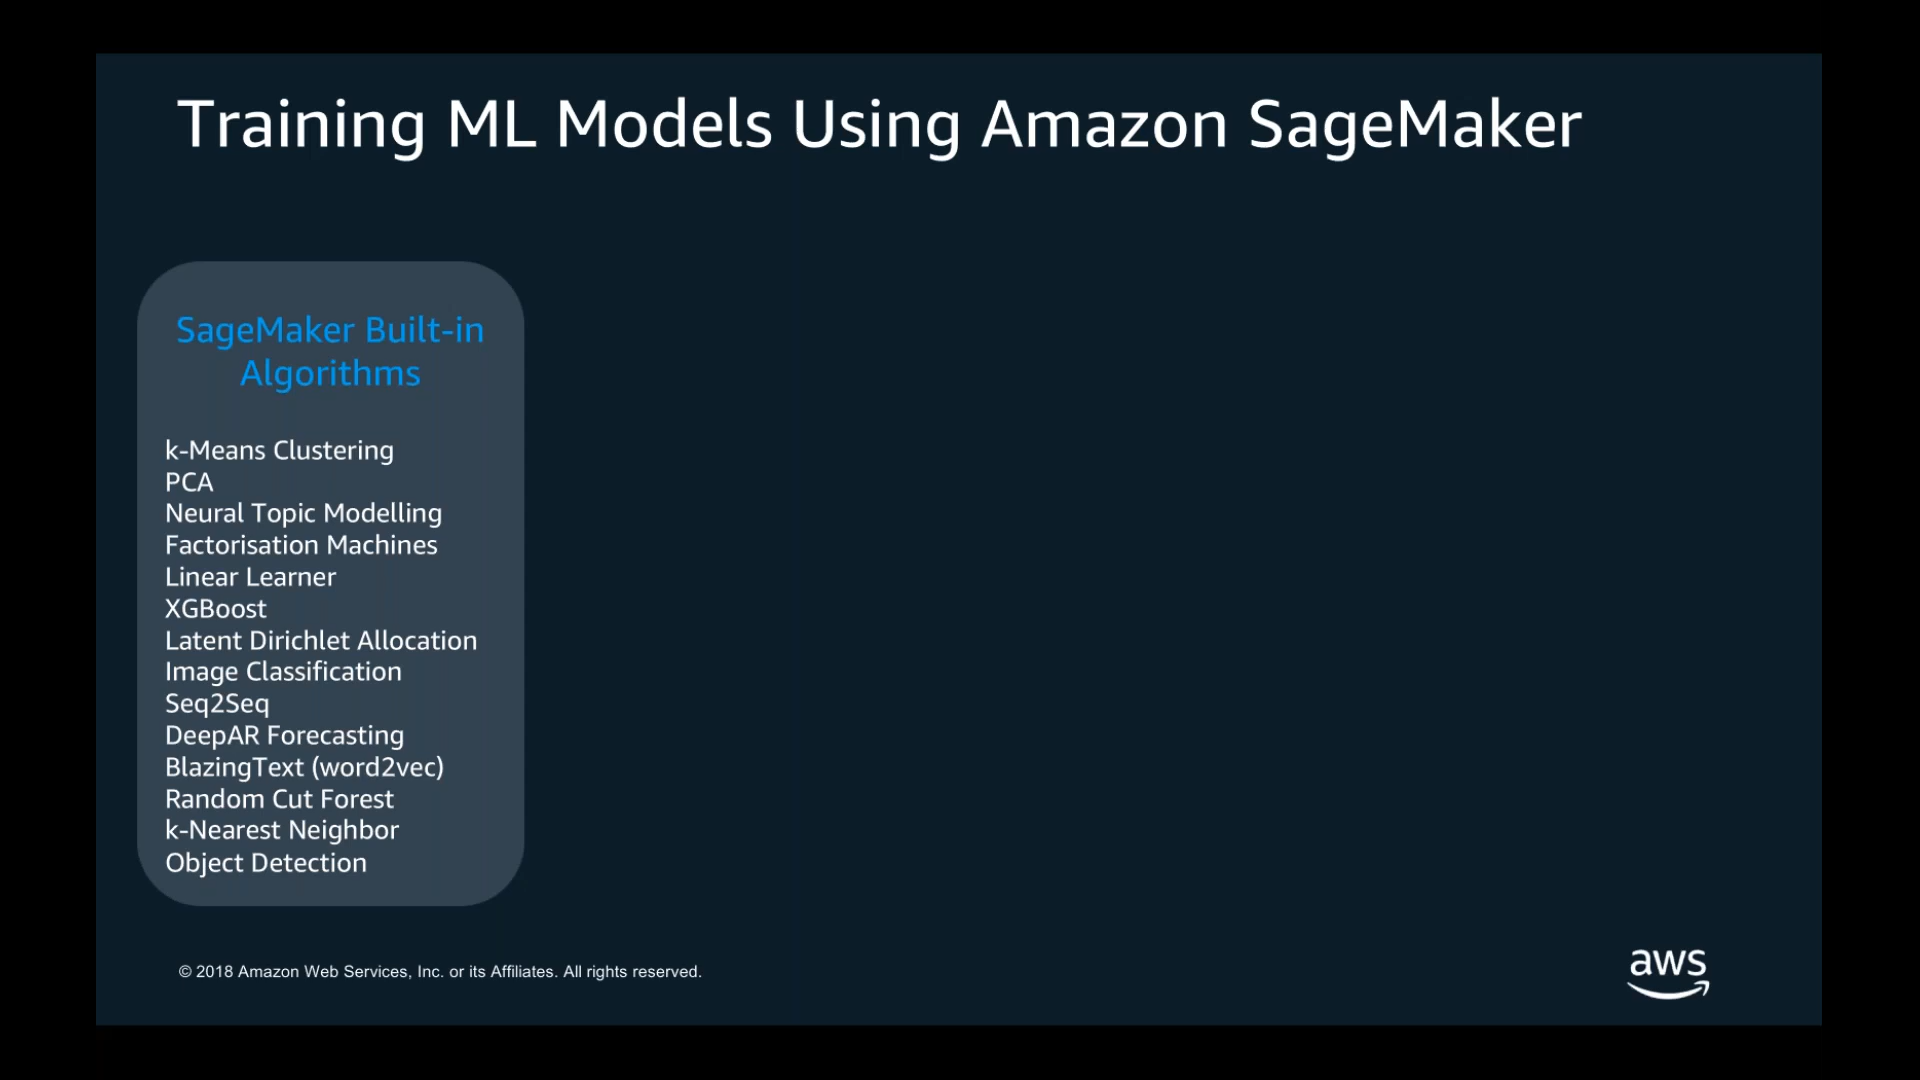 Training ML Models Using Amazon SageMaker
SageMaker Built-in
Algorithms
k-Means Clustering
PCA
Neural Topic Modelling
Factorisation Machines
Linear Learner
XGBoost
Latent Dirichlet Allocation
Image Classification
Seq2Seq
DeepAR Forecasting
BlazingText (word2vec)
Random Cut Forest
k-Nearest Neighbor
Object Detection
© 2018 Amazon Web Services, Inc. or its Affiliates. All rights reserved.
aws